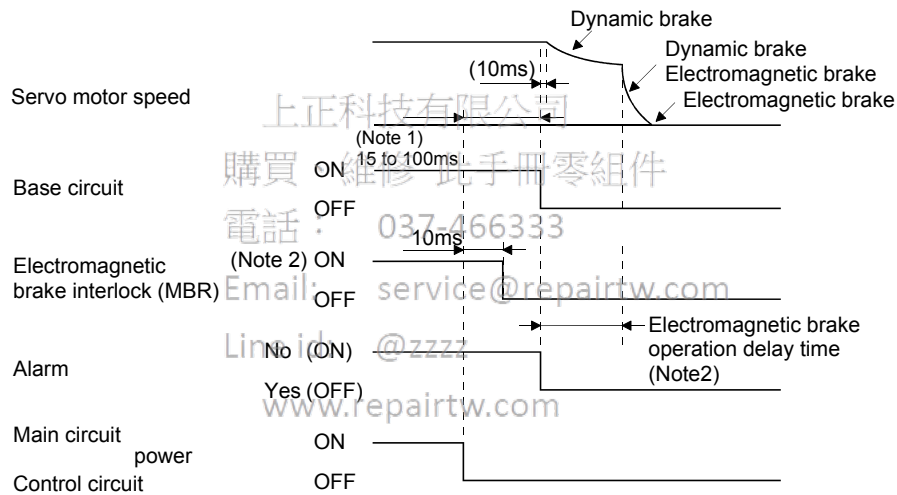 Dynamic brake
Dynamic brake
(10ms)
Electromagnetic brake
Servo motor speed
Electromagnetic brake
上正科技有限公司
(Note 1)
15 to 100ms
購買、維修 此手冊零組件
Base circuit
ON
OFF
電話： 037-466333
10ms
Electromagnetic
brake interlock (MBR)
(Note 2) ON
OFF
Email: service@repairtw.com
Electromagnetic brake
operation delay time
(Note2)
Line id: @zzzz
Alarm
No (ON)
Yes (OFF)
www.repairtw.com
Main circuit
power
Control circuit
ON
OFF